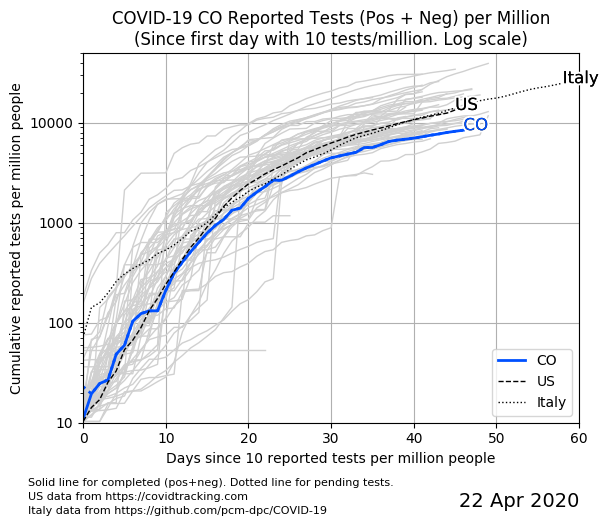 COVID-19 CO Reported Tests (Pos + Neg) per Million
(Since first day with 10 tests/million. Log scale)
Cumulative reported tests per million people
10000
1000
100
10
Italy
US
CO
CO
US
Italy
0 10 20 30 40 50 60
Days since 10 reported tests per million people
Solid line for completed (pos+neg). Dotted line for pending tests.
US data from https://covidtracking.com
Italy data from https://github.com/pcm-dpc/COVID-19
22 Apr 2020